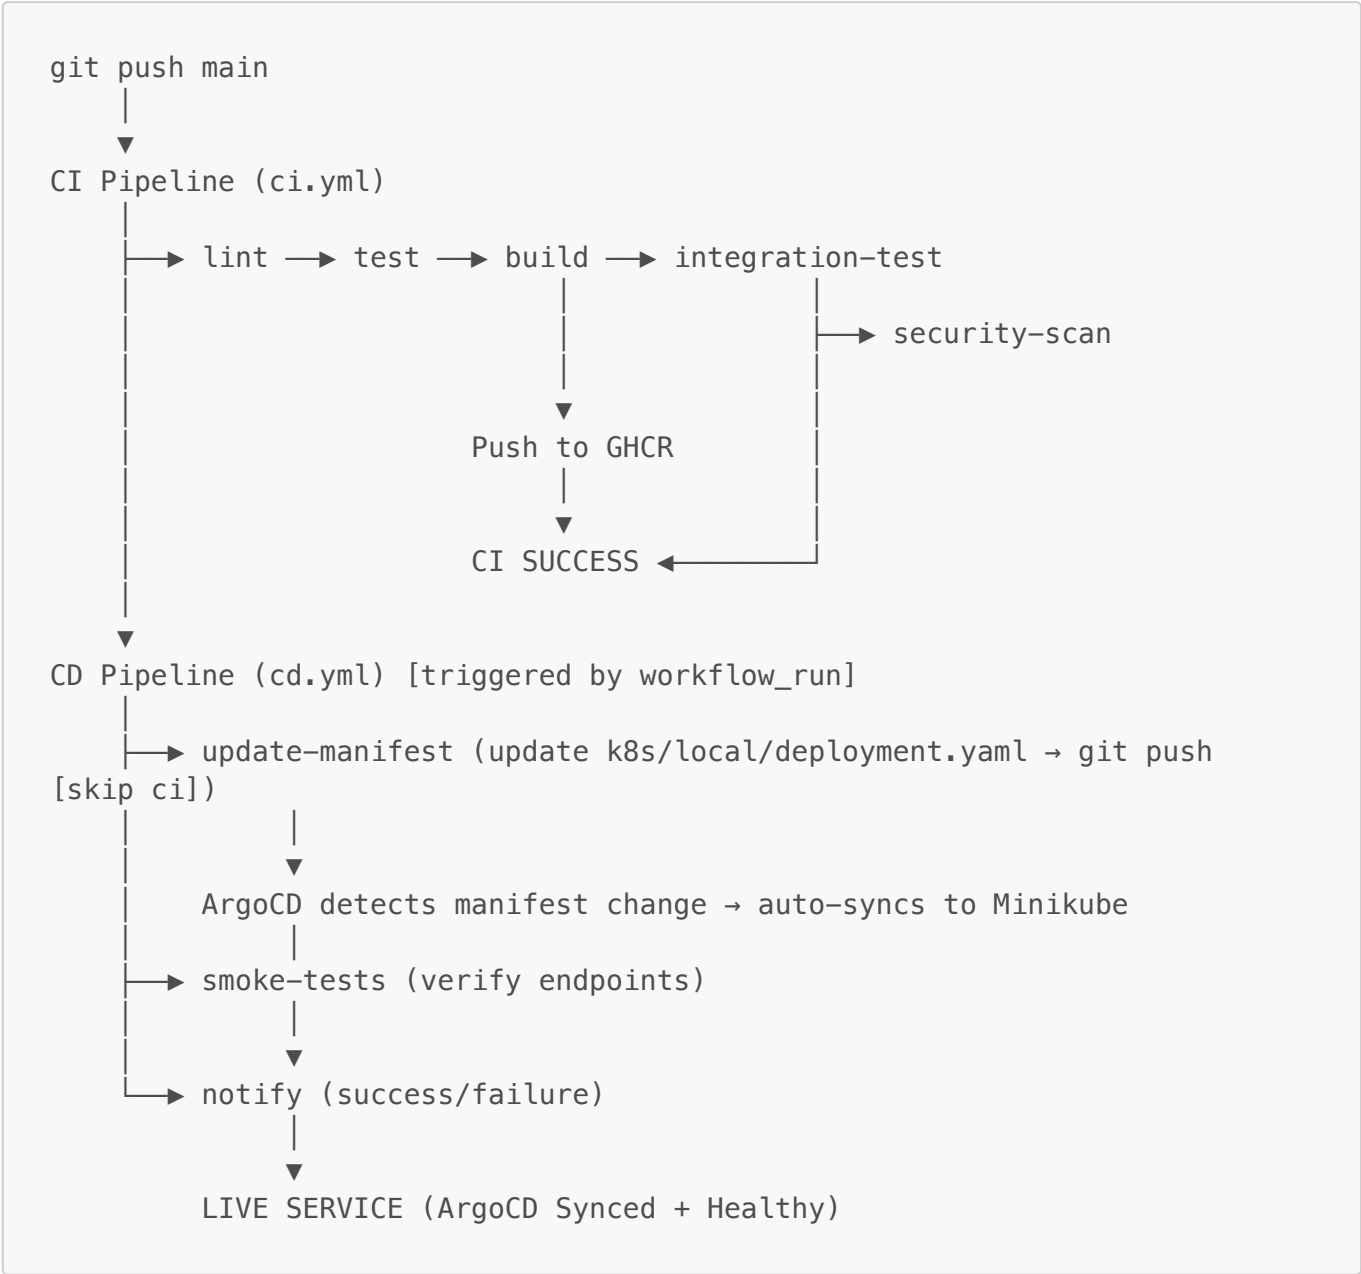 git push main
CI Pipeline (ci.yml)
lint → test → build → integration-test
security-scan
Push to GHCR
CI SUCCESS
CD Pipeline (cd.yml) [triggered by workflow_run]
update-manifest (update k8s/local/deployment.yaml → git push
[skip ci])
ArgoCD detects manifest change → auto-syncs to Minikube
smoke-tests (verify endpoints)
notify (success/failure)
LIVE SERVICE (ArgoCD Synced + Healthy)